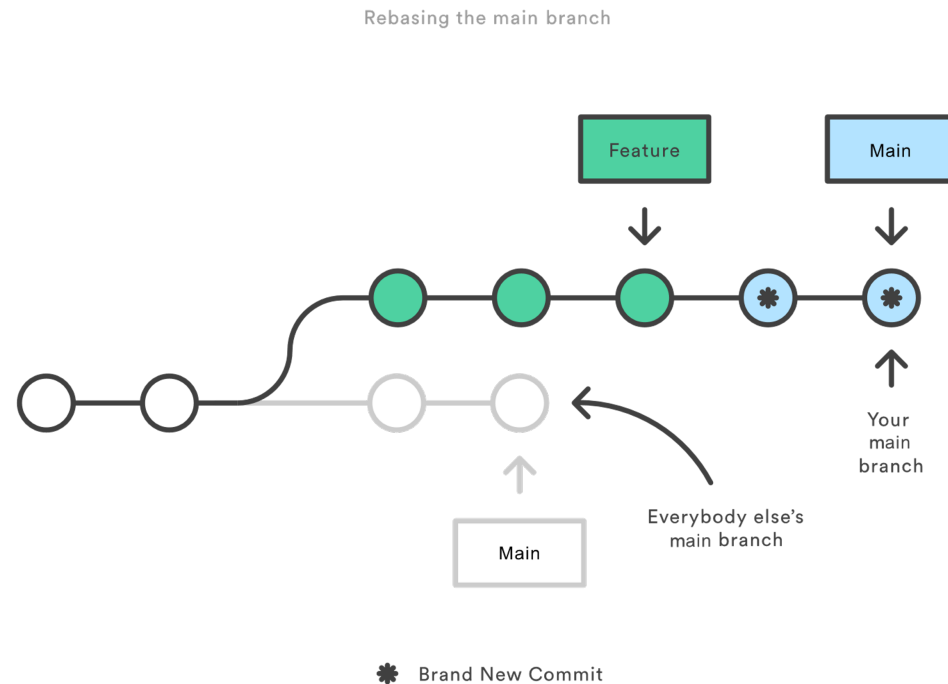 Rebasing the main branch
Feature
Main
Your
main
branch
Everybody else's
main branch
Main
Brand New Commit